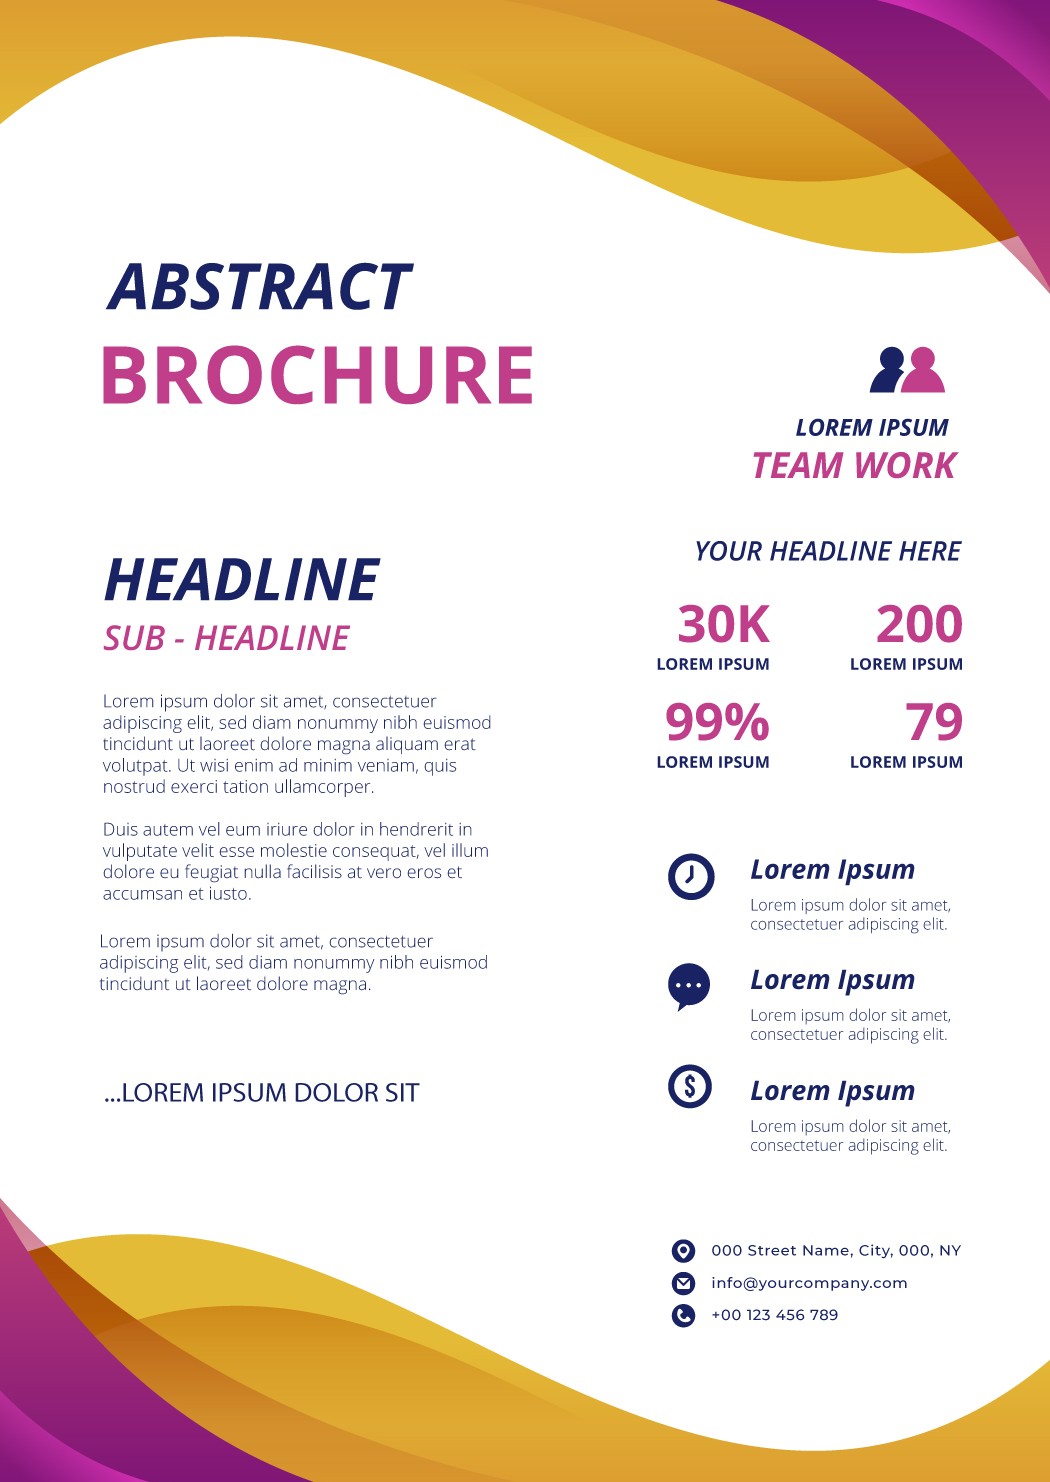 ABSTRACT
BROCHURE
LOREM IPSUM
TEAM WORK
HEADLINE
SUB - HEADLINE
Lorem ipsum dolor sit amet, consectetuer
adipiscing elit, sed diam nonummy nibh euismod
tincidunt ut laoreet dolore magna aliquam erat
volutpat. Ut wisi enim ad minim veniam, quis
nostrud exerci tation ullamcorper.
Duis autem vel eum iriure dolor in hendrerit in
vulputate velit esse molestie consequat, vel illum
dolore eu feugiat nulla facilisis at vero eros et
accumsan et iusto.
Lorem ipsum dolor sit amet, consectetuer
adipiscing elit, sed diam nonummy nibh euismod
tincidunt ut laoreet dolore magna.
...LOREM IPSUM DOLOR SIT
YOUR HEADLINE HERE
30K 200
LOREM IPSUM LOREM IPSUM
99% 79
LOREM IPSUM LOREM IPSUM
Lorem Ipsum
Lorem ipsum dolor sit amet,
consectetuer adipiscing elit.
Lorem Ipsum
Lorem ipsum dolor sit amet,
consectetuer adipiscing elit.
Lorem Ipsum
Lorem ipsum dolor sit amet,
consectetuer adipiscing elit.
000 Street Name, City, 000, NY
info@yourcompany.com
+00 123 456 789